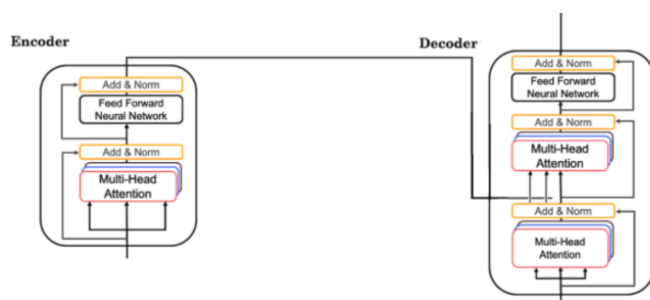 Encoder
Add & Norm
Feed Forward
Neural Network
Add & Norm
Multi-Head
Attention
Decoder
Add & Norm
Feed Forward
Neural Network
Add & Norm
Multi-Head
Attention
Add & Norm
Multi-Head
Attention